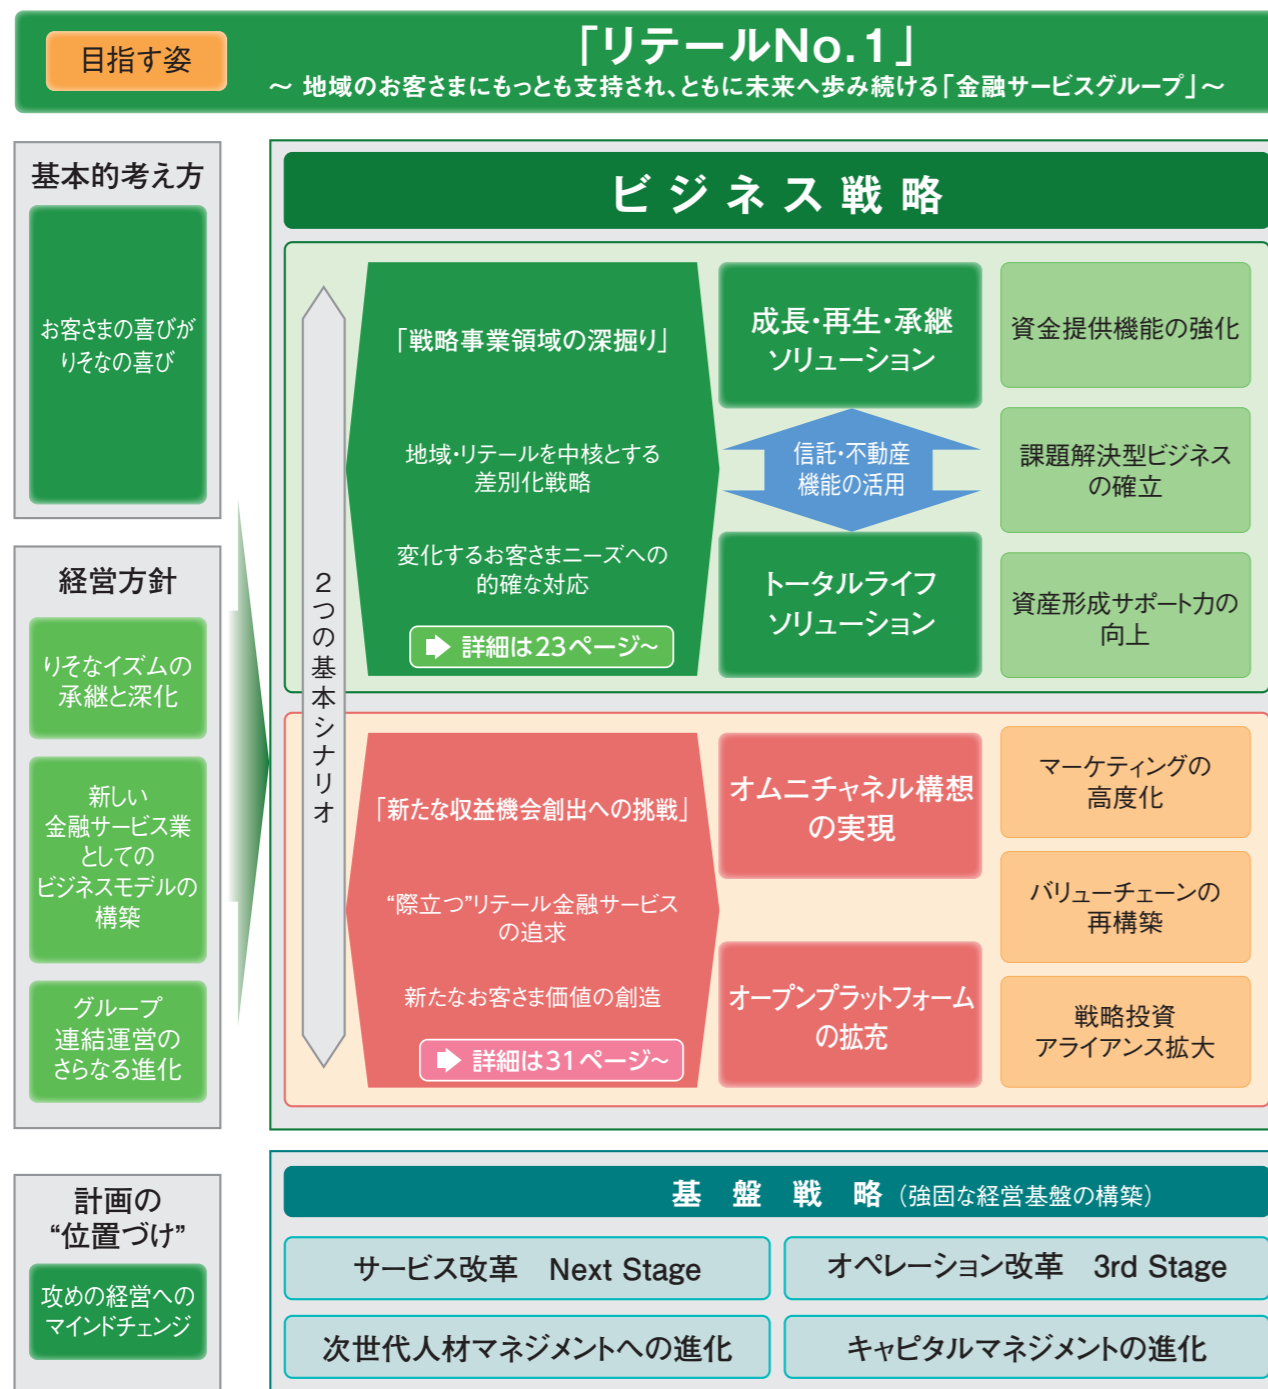 目指す姿
「リテールNo.1」
～ 地域のお客さまにもっとも支持され、ともに未来へ歩み続ける「金融サービスグループ」～
基本的考え方
お客さまの喜びが
りそなの喜び
経営方針
りそなイズムの
承継と深化
新しい
金融サービス業
としての
ビジネスモデルの
構築
グループ
連結運営の
さらなる進化
計画の
“位置づけ”
攻めの経営への
マインドチェンジ
ビジネス戦略
2つの基本シナリオ
「戦略事業領域の深掘り」
地域・リテールを中核とする
差別化戦略
変化するお客さまニーズへの
的確な対応
詳細は23ページ～
成長・再生・承継
ソリューション
信託・不動産
機能の活用
トータルライフ
ソリューション
資金提供機能の強化
課題解決型ビジネス
の確立
資産形成サポート力の
向上
「新たな収益機会創出への挑戦」
“際立つ”リテール金融サービス
の追求
新たなお客さま価値の創造
詳細は31ページ～
オムニチャネル構想
の実現
オープンプラットフォーム
の拡充
マーケティングの
高度化
バリューチェーンの
再構築
戦略投資
アライアンス拡大
基盤戦略（強固な経営基盤の構築）
サービス改革 Next Stage
オペレーション改革 3rd Stage
次世代人材マネジメントへの進化
キャピタルマネジメントの進化